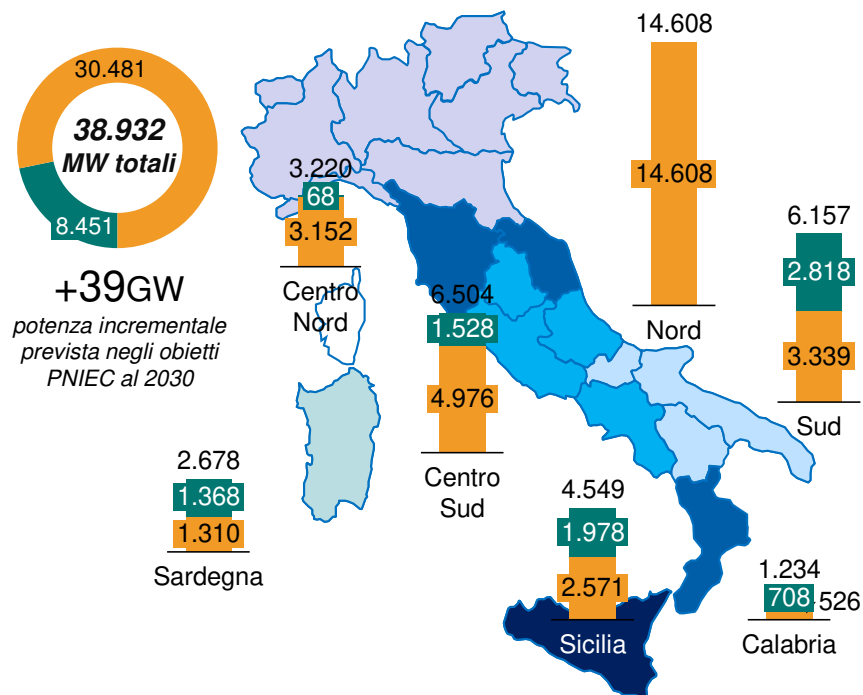 30.481
38.932
MW totali
8.451
+39GW
potenza incrementale
prevista negli obietti
PNIEC al 2030
3.220
68
3.152
Centro
Nord
14.608
14.608
Nord
6.157
2.818
3.339
Sud
6.504
1.528
4.976
Centro
Sud
2.678
1.368
1.310
Sardegna
4.549
1.978
2.571
Sicilia
1.234
708
526
Calabria